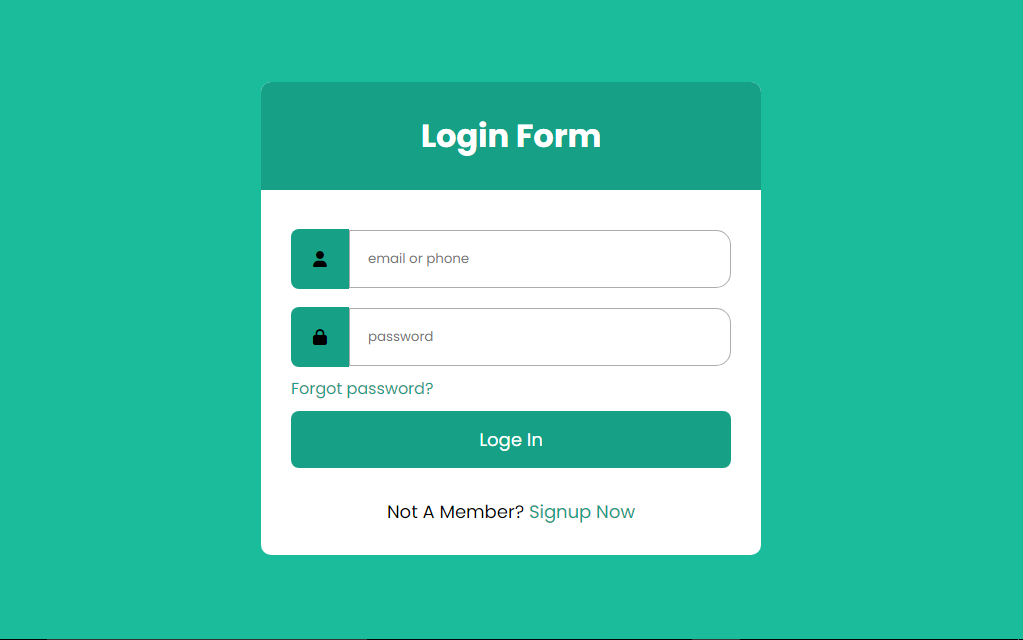 Login Form
email or phone
password
Forgot password?
Loge In
Not A Member? Signup Now